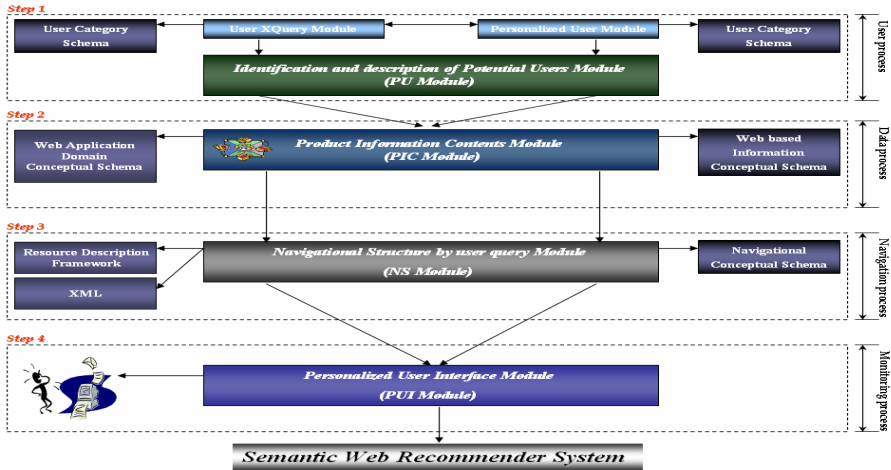 Step 1
User Category
Schema
User XQuery Module
Personalized User Module
User Category
Schema
Identification and description of Potential Users Module
(PU Module)
User process
Step 2
Web Application
Domain
Conceptual Schema
Product Information Contents Module
(PIC Module)
Web based
Information
Conceptual Schema
Data process
Step 3
Resource Description
Framework
XML
Navigational Structure by user query Module
(NS Module)
Navigational
Conceptual Schema
Navigation process
Step 4
Personalized User Interface Module
(PUI Module)
Monitoring process
Semantic Web Recommender System